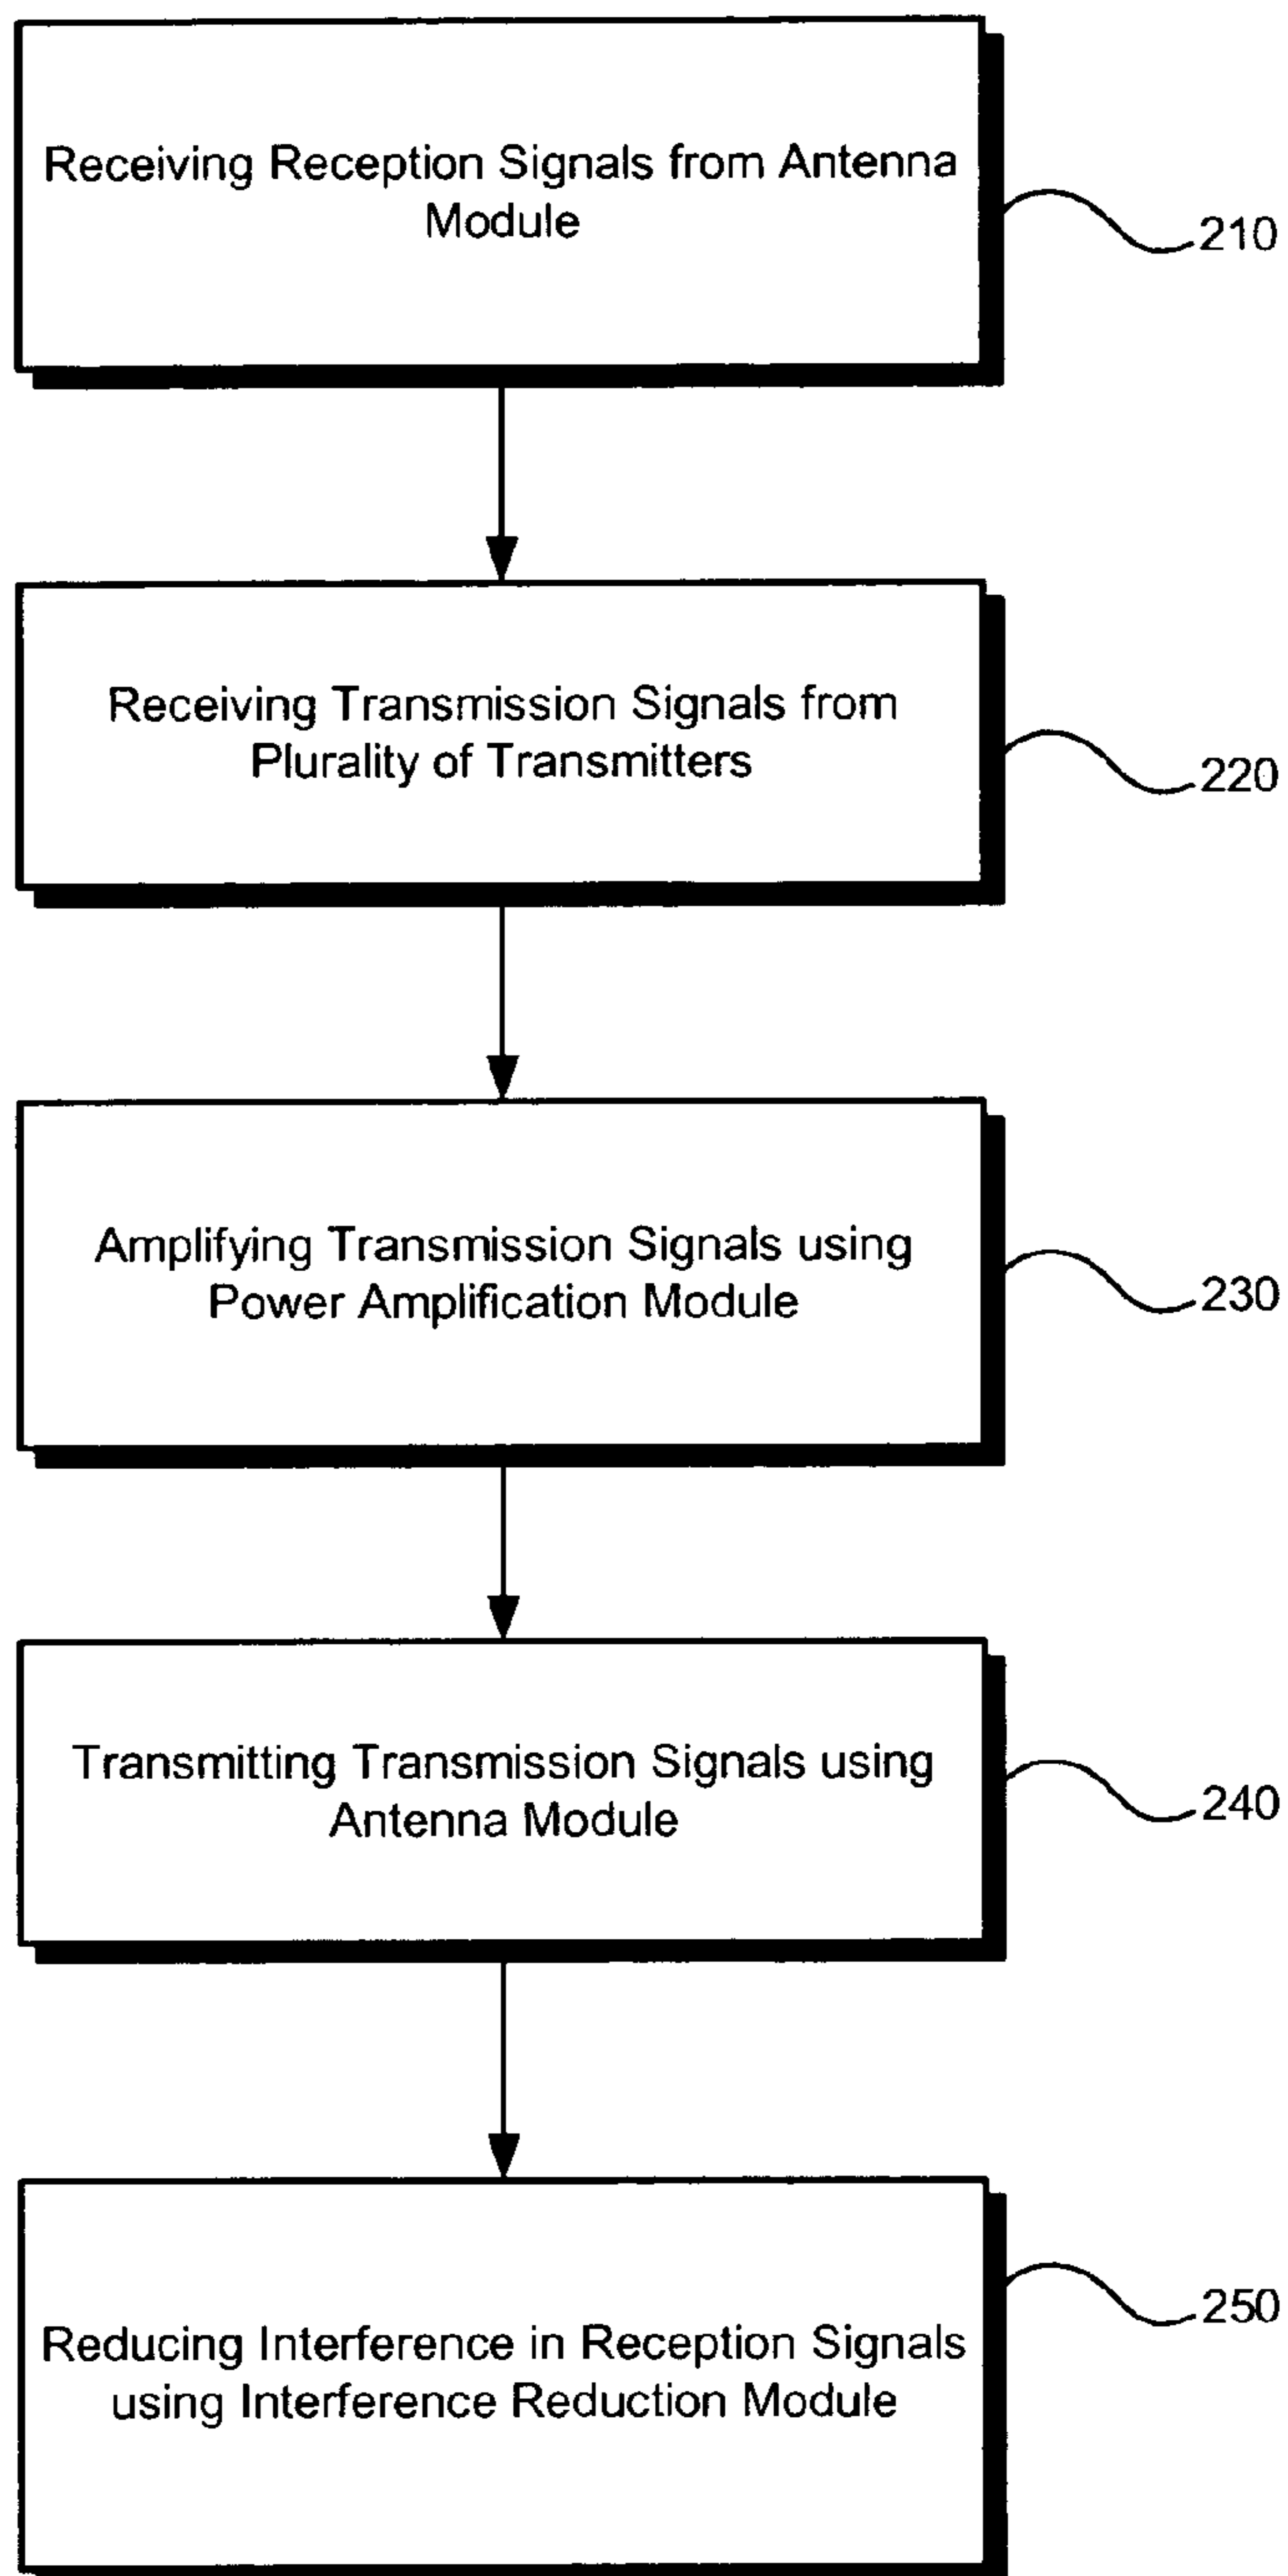 Receiving Reception Signals from Antenna
Module
210
Receiving Transmission Signals from
Plurality of Transmitters
220
Amplifying Transmission Signals using
Power Amplification Module
230
Transmitting Transmission Signals using
Antenna Module
240
Reducing Interference in Reception Signals
using Interference Reduction Module
250